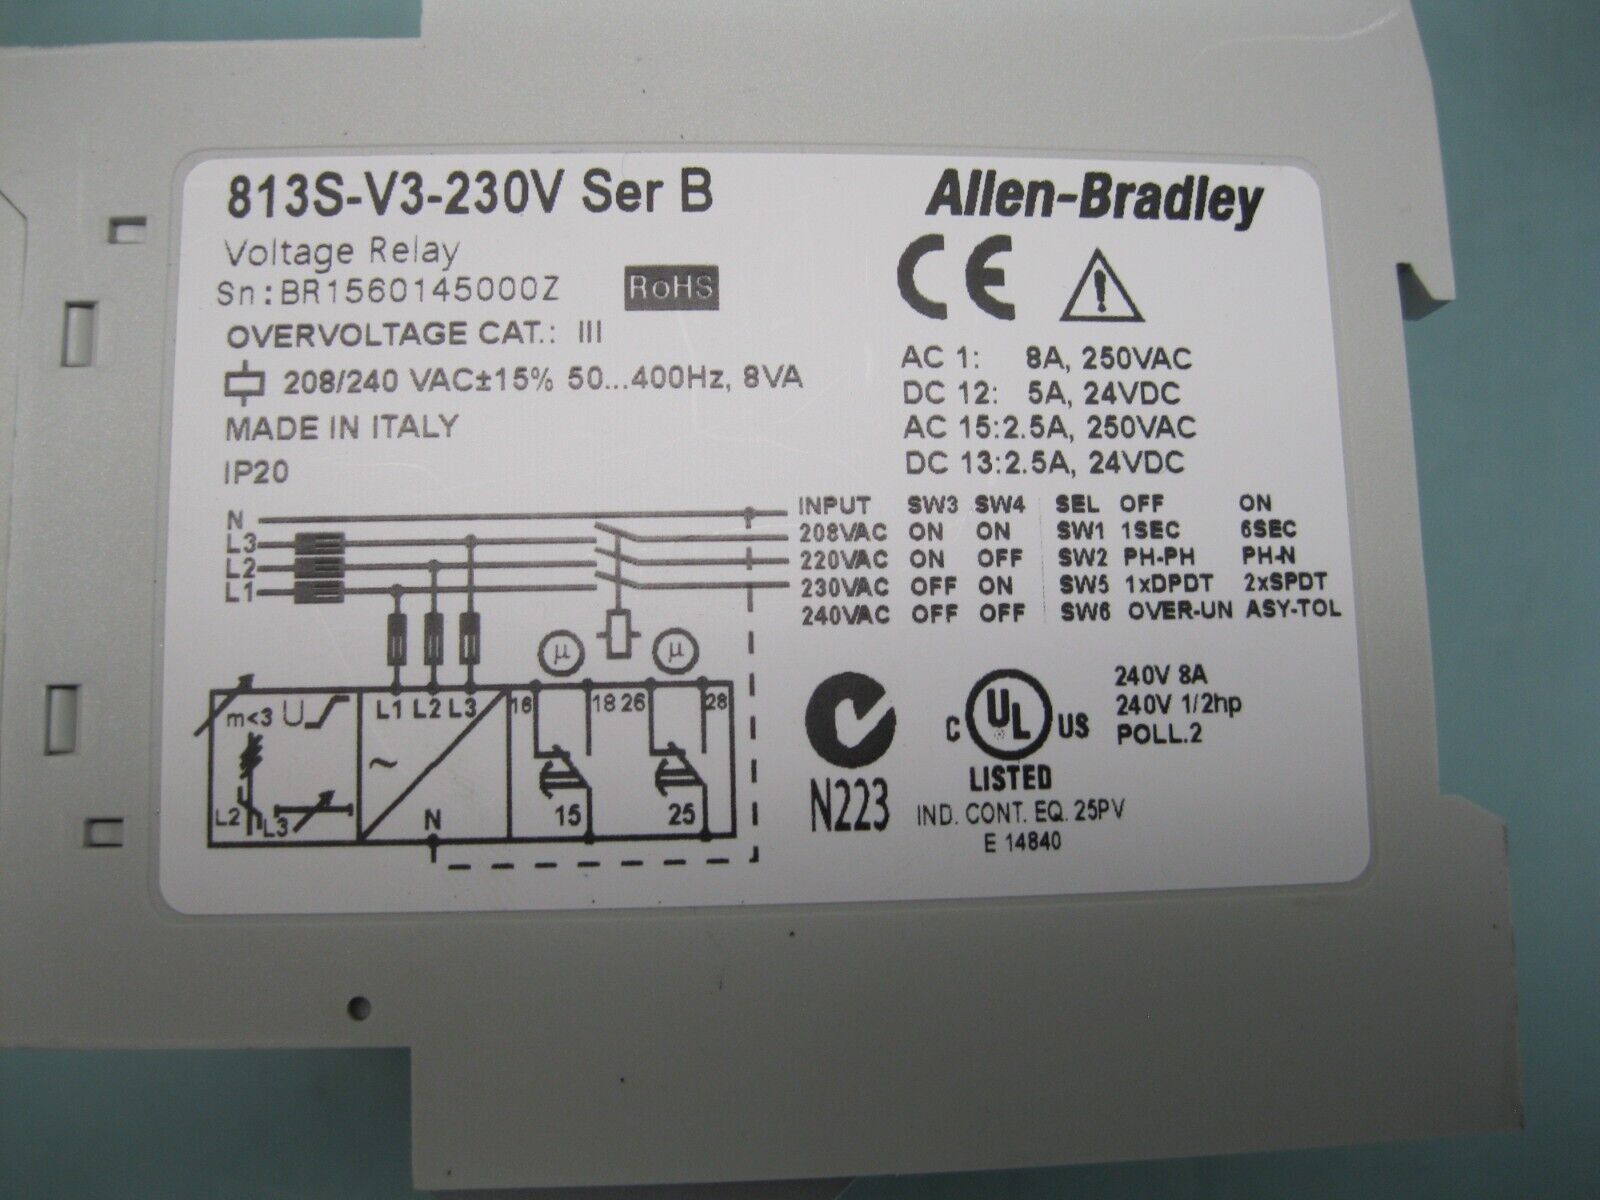 813S-V3-230V Ser B
Allen-Bradley
Voltage Relay
Sn:BR1560145000Z
RoHS
CE
OVERVOLTAGE CAT.: III
208/240 VAC±15% 50...400Hz, 8VA
MADE IN ITALY
IP20
AC 1: 8A, 250VAC
DC 12: 5A, 24VDC
AC 15:2.5A, 250VAC
DC 13:2.5A, 24VDC
INPUT SW3 SW4 SEL OFF ON
208VAC ON ON SW1 1SEC 6SEC
220VAC ON OFF SW2 PH-PH PH-N
230VAC OFF ON SW5 1xDPDT 2xSPDT
240VAC OFF OFF SW6 OVER-UN ASY-TOL
N
L3
L2
L1
µ µ
m<3 U L1 L2 L3 16 18 26 28
~
L2 L3 N 15 25
N223
C UL US
LISTED
IND. CONT. EQ. 25PV
E 14840
240V 8A
240V 1/2hp
POLL.2